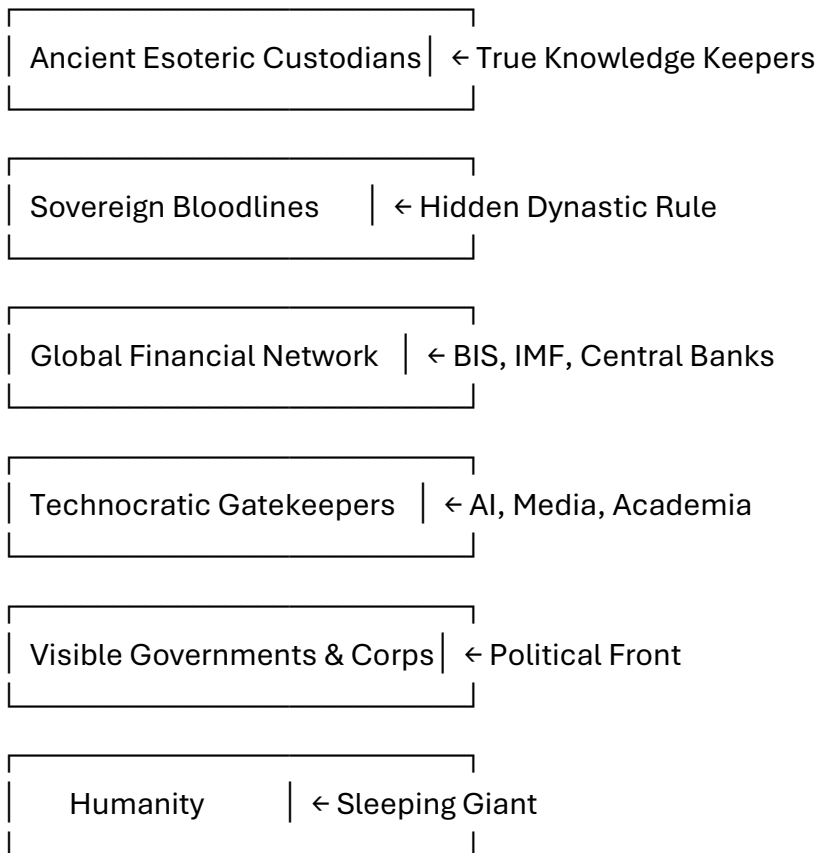 Ancient Esoteric Custodians│ ← True Knowledge Keepers
Sovereign Bloodlines │ ← Hidden Dynastic Rule
Global Financial Network │ ← BIS, IMF, Central Banks
Technocratic Gatekeepers │ ← AI, Media, Academia
Visible Governments & Corps│ ← Political Front
Humanity │ ← Sleeping Giant